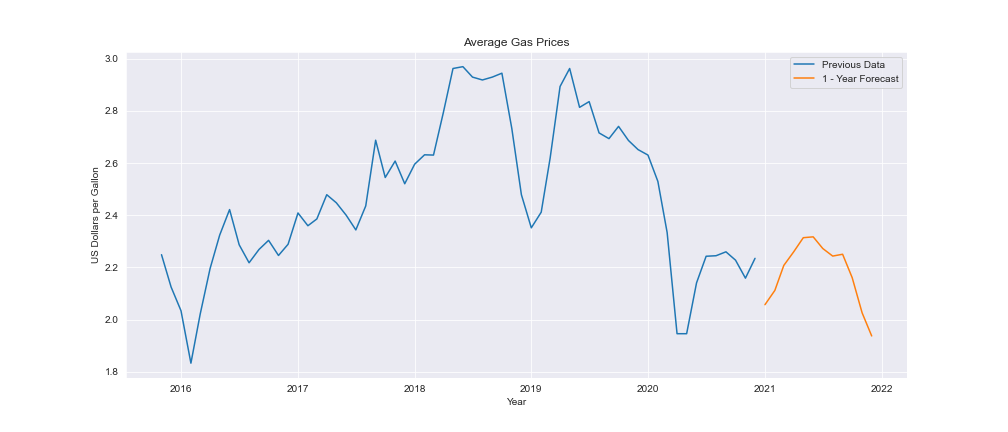 Average Gas Prices
Previous Data
1 - Year Forecast
US Dollars per Gallon
3.0
2.8
2.6
2.4
2.2
2.0
1.8
2016 2017 2018 2019 2020 2021 2022
Year